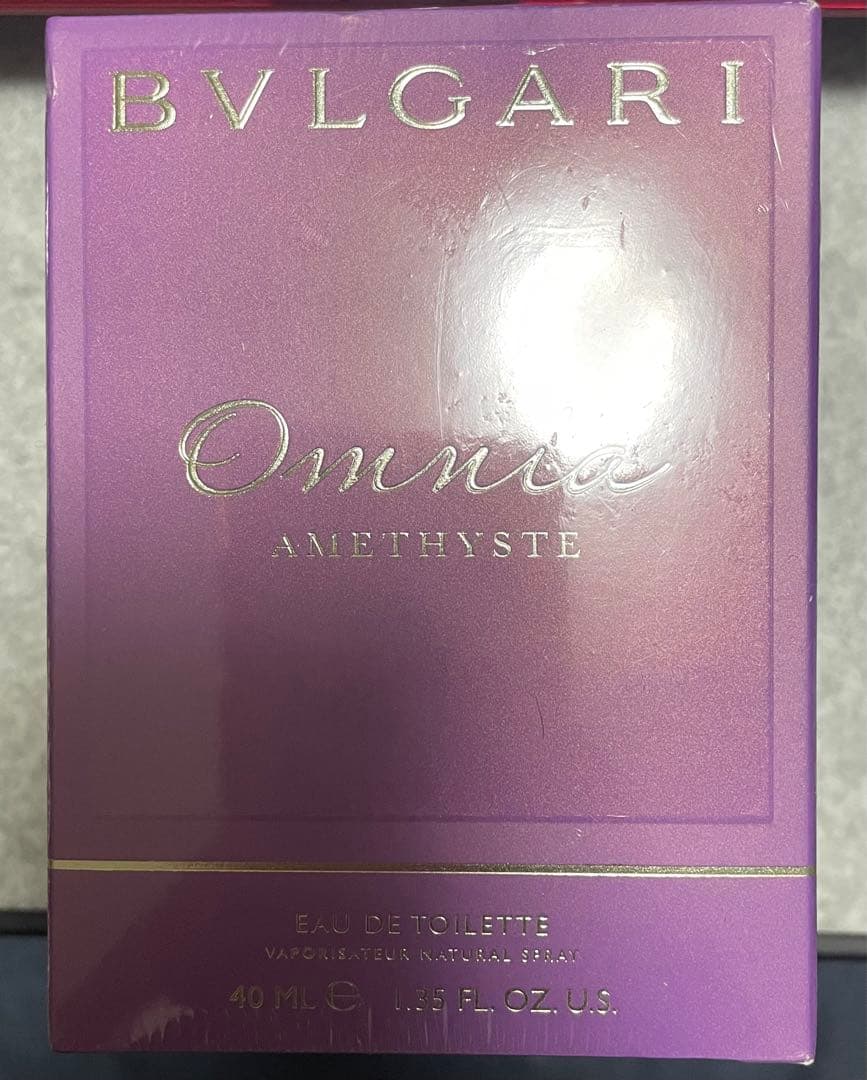 BVLGARI
Omnia
AMETHYSTE
EAU DE TOILETTE
VAPORISATEUR NATURAL SPRAY
40 ML ℮ 1.35 FL. OZ. U.S.